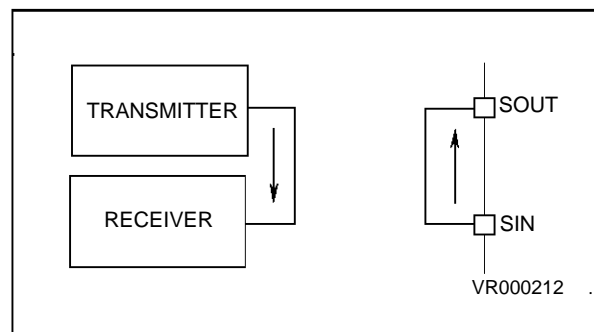 TRANSMITTER
SOUT
RECEIVER
SIN
VR000212 .